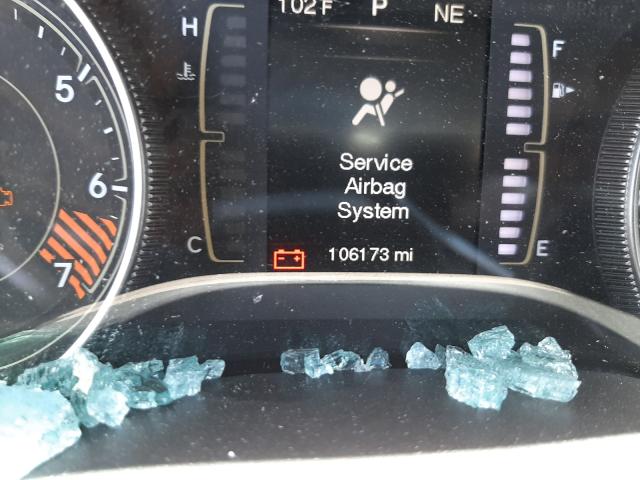 102 F P NE
H
F
5
Service
Airbag
System
6
C
E
106173 mi
7